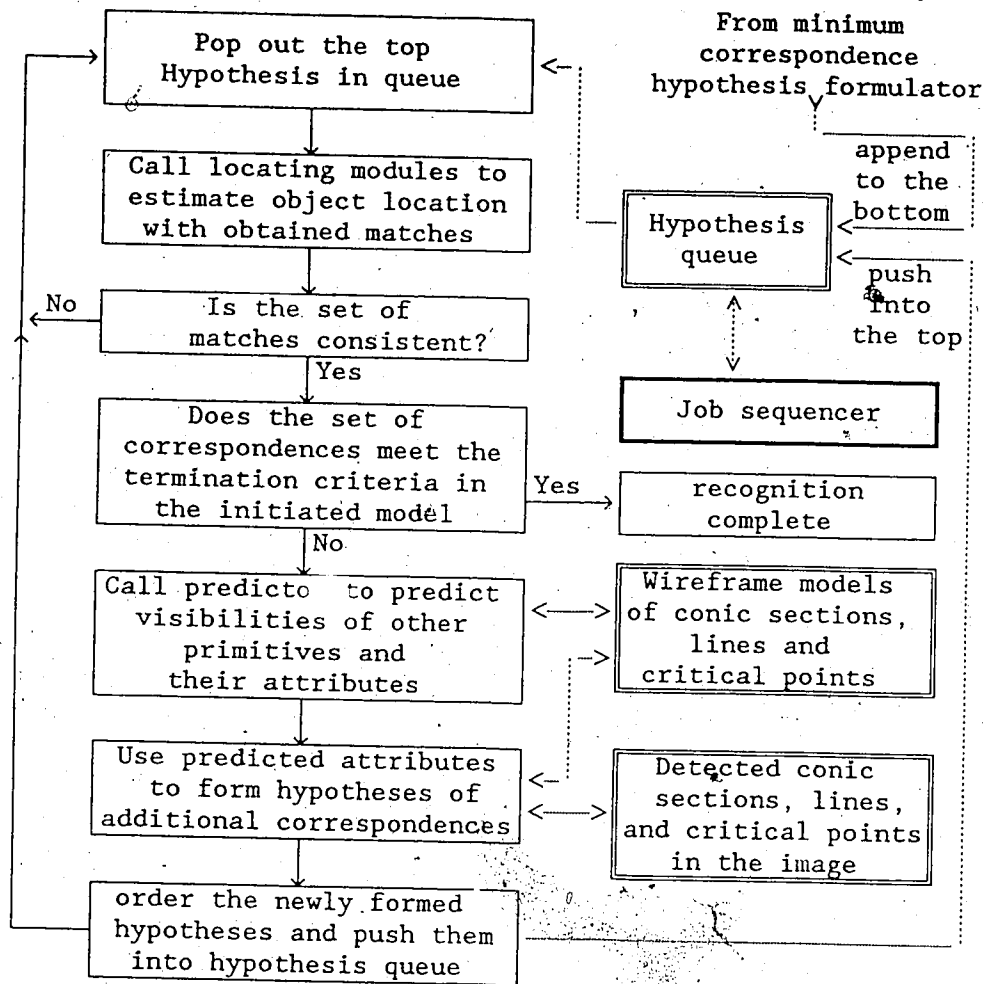 Pop out the top
Hypothesis in queue
From minimum
correspondence
hypothesis formulator
append
to the
bottom
Call locating modules to
estimate object location
with obtained matches
Hypothesis
queue
push
into
the top
No
Is the set of
matches consistent?
Yes
Job sequencer
Does the set of
correspondences meet the
termination criteria in
the initiated model
Yes
recognition
complete
No
Call predicto to predict
visibilities of other
primitives and
their attributes
Wireframe models
of conic sections,
lines and
critical points
Use predicted attributes
to form hypotheses of
additional correspondences
Detected conic
sections, lines,
and critical points
in the image
order the newly formed
hypotheses and push them
into hypothesis queue